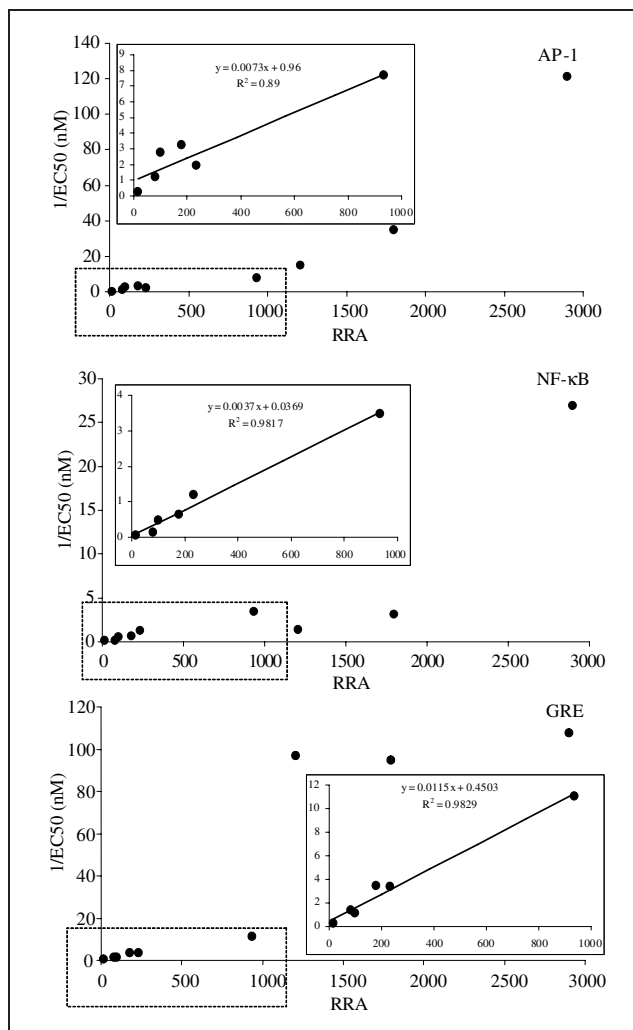 AP-1
1/EC50 (nM)
140
120
100
80
60
40
20
0
y = 0.0073x + 0.96
R² = 0.89
9
8
7
6
5
4
3
2
1
0
0 200 400 600 800 1000
0 500 1000 1500 2000 2500 3000
RRA
NF-κB
1/EC50 (nM)
30
25
20
15
10
5
0
y = 0.0037x + 0.0369
R² = 0.9817
4
3
2
1
0
0 200 400 600 800 1000
0 500 1000 1500 2000 2500 3000
RRA
GRE
1/EC50 (nM)
120
100
80
60
40
20
0
y = 0.0115x + 0.4503
R² = 0.9829
12
10
8
6
4
2
0
0 200 400 600 800 1000
0 500 1000 1500 2000 2500 3000
RRA